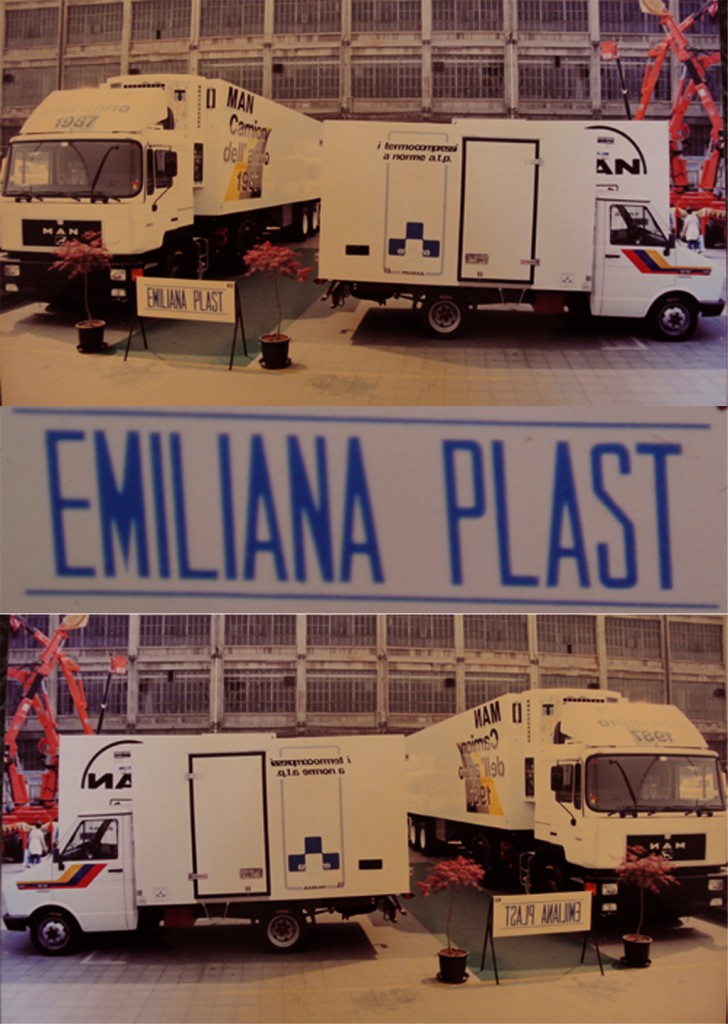 1987
MAN
MAN
Camion
dell'anno
1987
i termocompressi
a norme a.t.p.
MAN
EMILIANA PLAST
EMILIANA PLAST
MAN
MAN
Camion
dell'anno
1987
1987
i termocompressi
a norme a.t.p.
MAN
EMILIANA PLAST